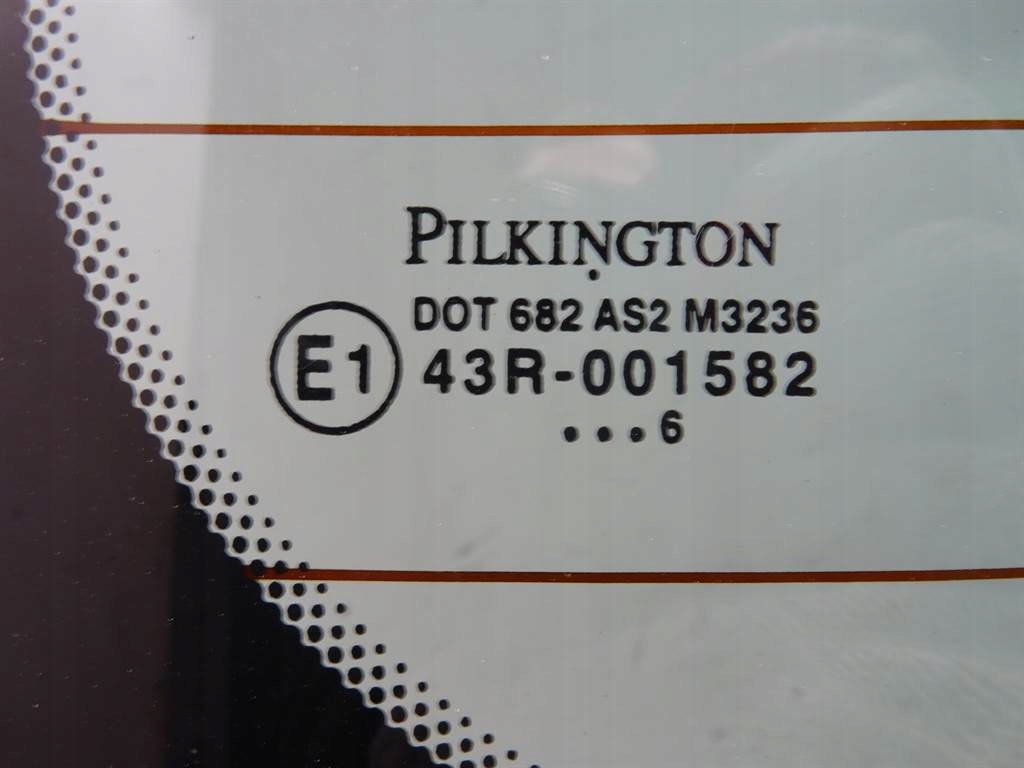 PILKINGTON
DOT 682 AS2 M3236
E1 43R-001582
...6